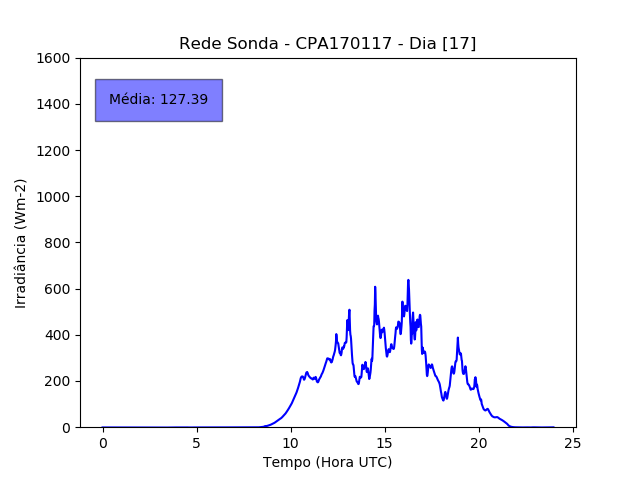 Rede Sonda - CPA170117 - Dia [17]
1600
1400
1200
1000
800
600
400
200
0
Média: 127.39
Irradiância (Wm-2)
0 5 10 15 20 25
Tempo (Hora UTC)